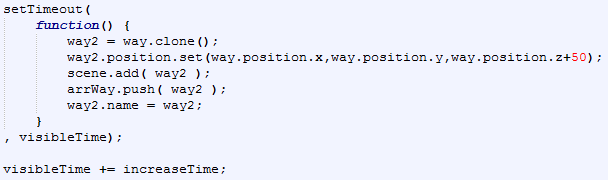 setTimeout(
function() {
way2 = way.clone();
way2.position.set(way.position.x,way.position.y,way.position.z+50);
scene.add( way2 );
arrWay.push( way2 );
way2.name = way2;
}
, visibleTime);
visibleTime += increaseTime;